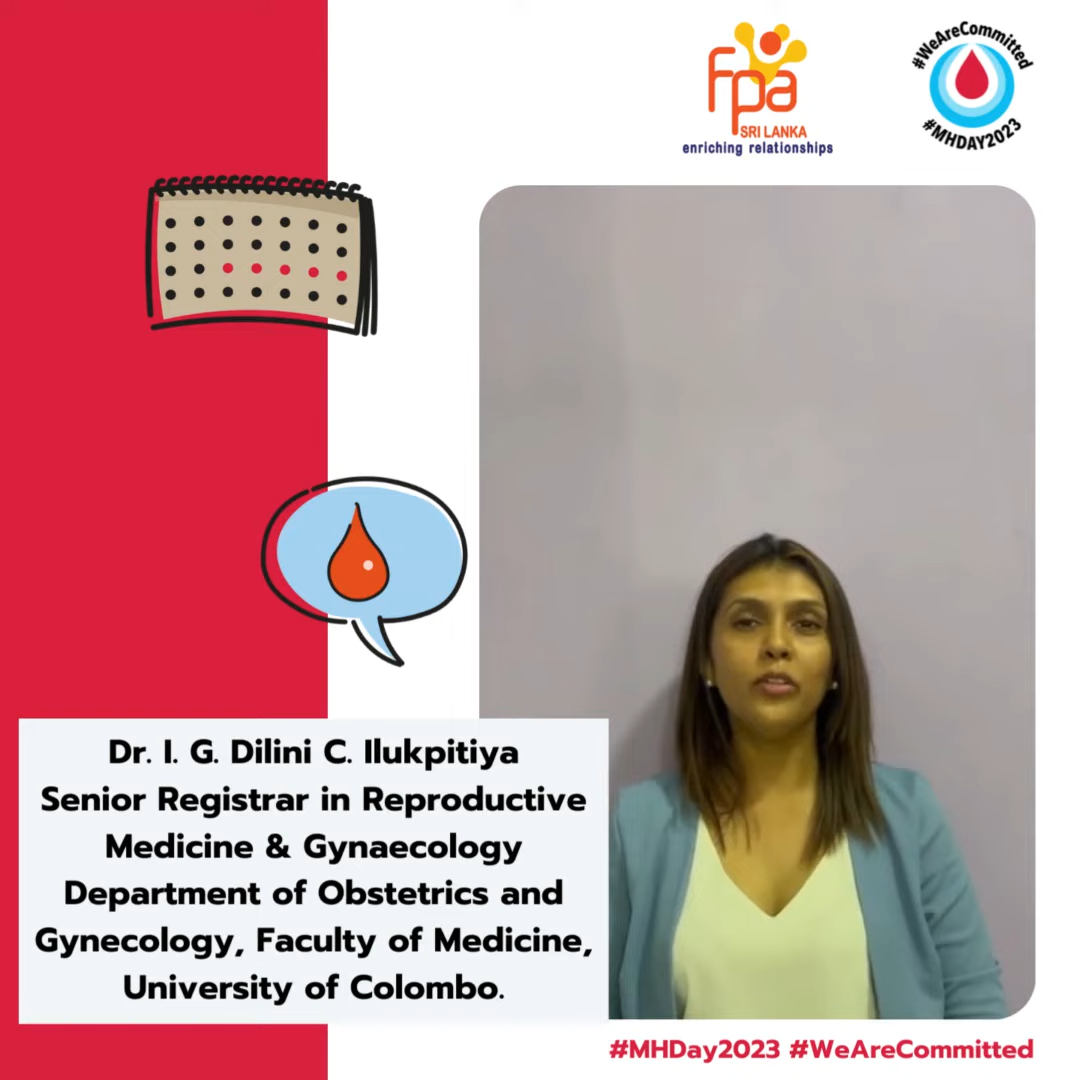 fpa
SRI LANKA
enriching relationships
#WeAreCommitted
#MHDAY2023
Dr. I. G. Dilini C. Ilukpitiya
Senior Registrar in Reproductive
Medicine & Gynaecology
Department of Obstetrics and
Gynecology, Faculty of Medicine,
University of Colombo.
#MHDay2023 #WeAreCommitted